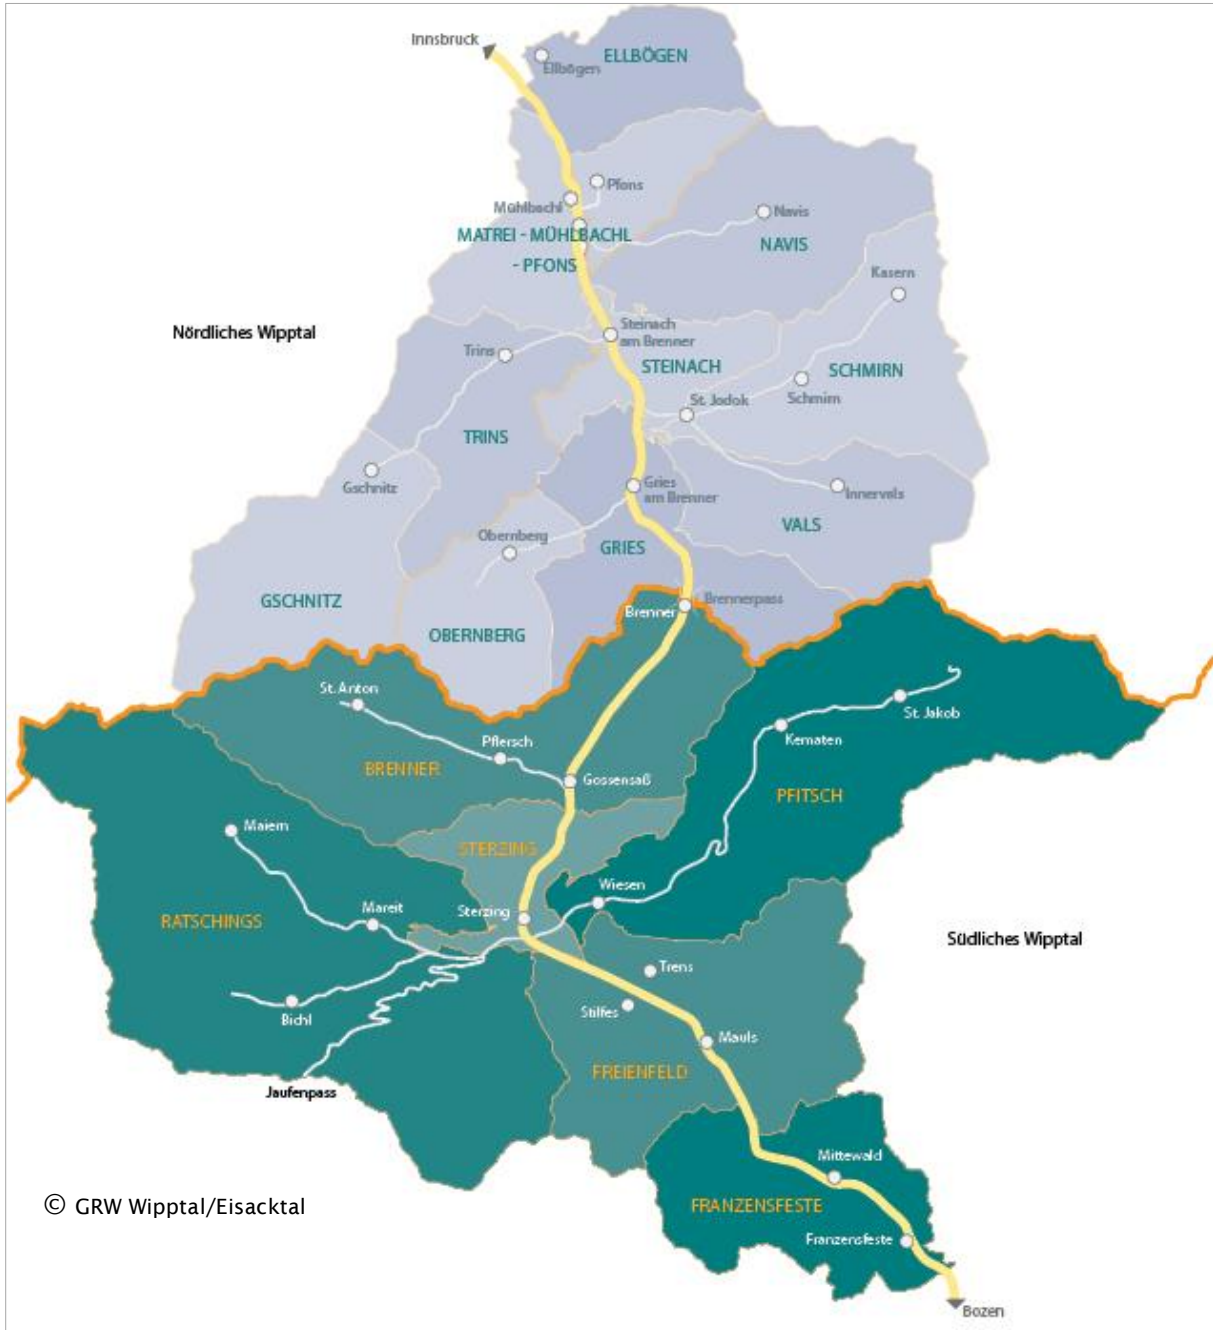 Innsbruck
Ellbögen
ELLBÖGEN
Pfons
Mühlbachl
Navis
MATREI - MÜHLBACHL
- PFONS
NAVIS
Kasern
Nördliches Wipptal
Steinach
am Brenner
Trins
STEINACH
SCHMIRN
St. Jodok
Schmirn
TRINS
Gschnitz
Gries
am Brenner
Innervals
VALS
Obernberg
GRIES
GSCHNITZ
Brennerpass
Brenner
OBERNBERG
St. Anton
St. Jakob
Pflersch
Kematen
BRENNER
Gossensaß
PFITSCH
Maiern
STERZING
Wiesen
Mareit
Sterzing
RATSCHINGS
Südliches Wipptal
Trens
Stilfes
Bichl
Mauls
FREIENFELD
Jaufenpass
Mittewald
© GRW Wipptal/Eisacktal
FRANZENSFESTE
Franzensfeste
Bozen